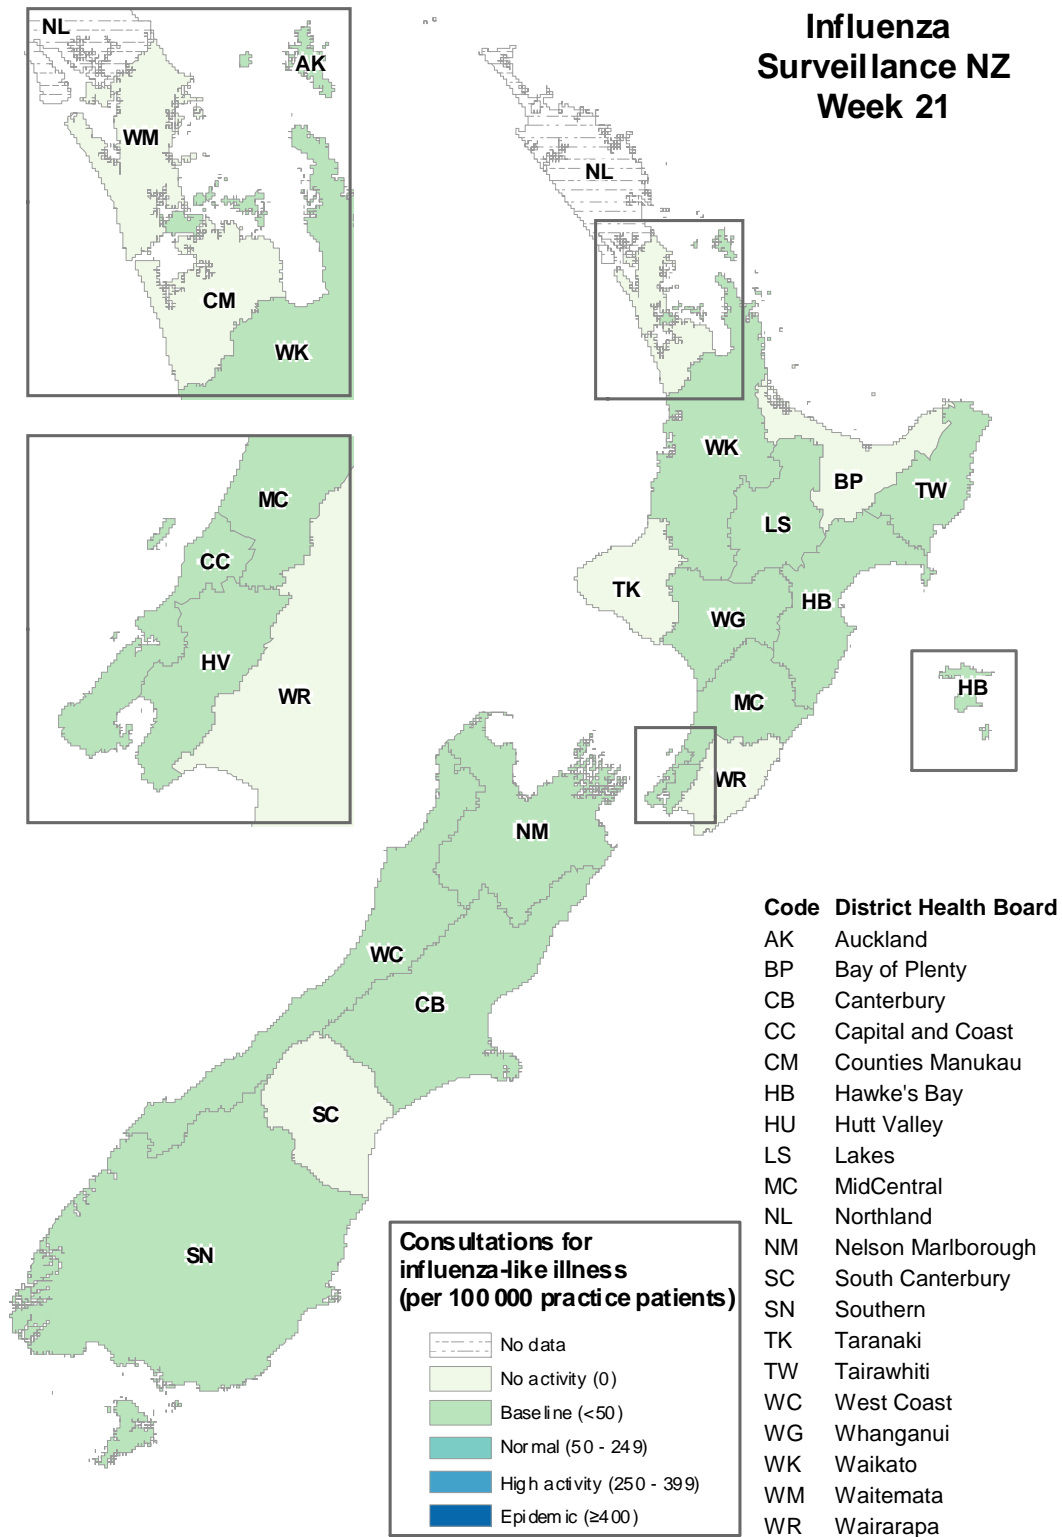 Influenza
Surveillance NZ
Week 21
NL
AK
WM
CM
WK
NL
WK
BP
TW
LS
TK
HB
WG
MC
WR
HB
MC
CC
HV
WR
NM
WC
CB
SC
SN
Code District Health Board
AK Auckland
BP Bay of Plenty
CB Canterbury
CC Capital and Coast
CM Counties Manukau
HB Hawke's Bay
HU Hutt Valley
LS Lakes
MC MidCentral
NL Northland
NM Nelson Marlborough
SC South Canterbury
SN Southern
TK Taranaki
TW Tairawhiti
WC West Coast
WG Whanganui
WK Waikato
WM Waitemata
WR Wairarapa
Consultations for
influenza-like illness
(per 100 000 practice patients)
No data
No activity (0)
Baseline (<50)
Normal (50 - 249)
High activity (250 - 399)
Epidemic (≥400)